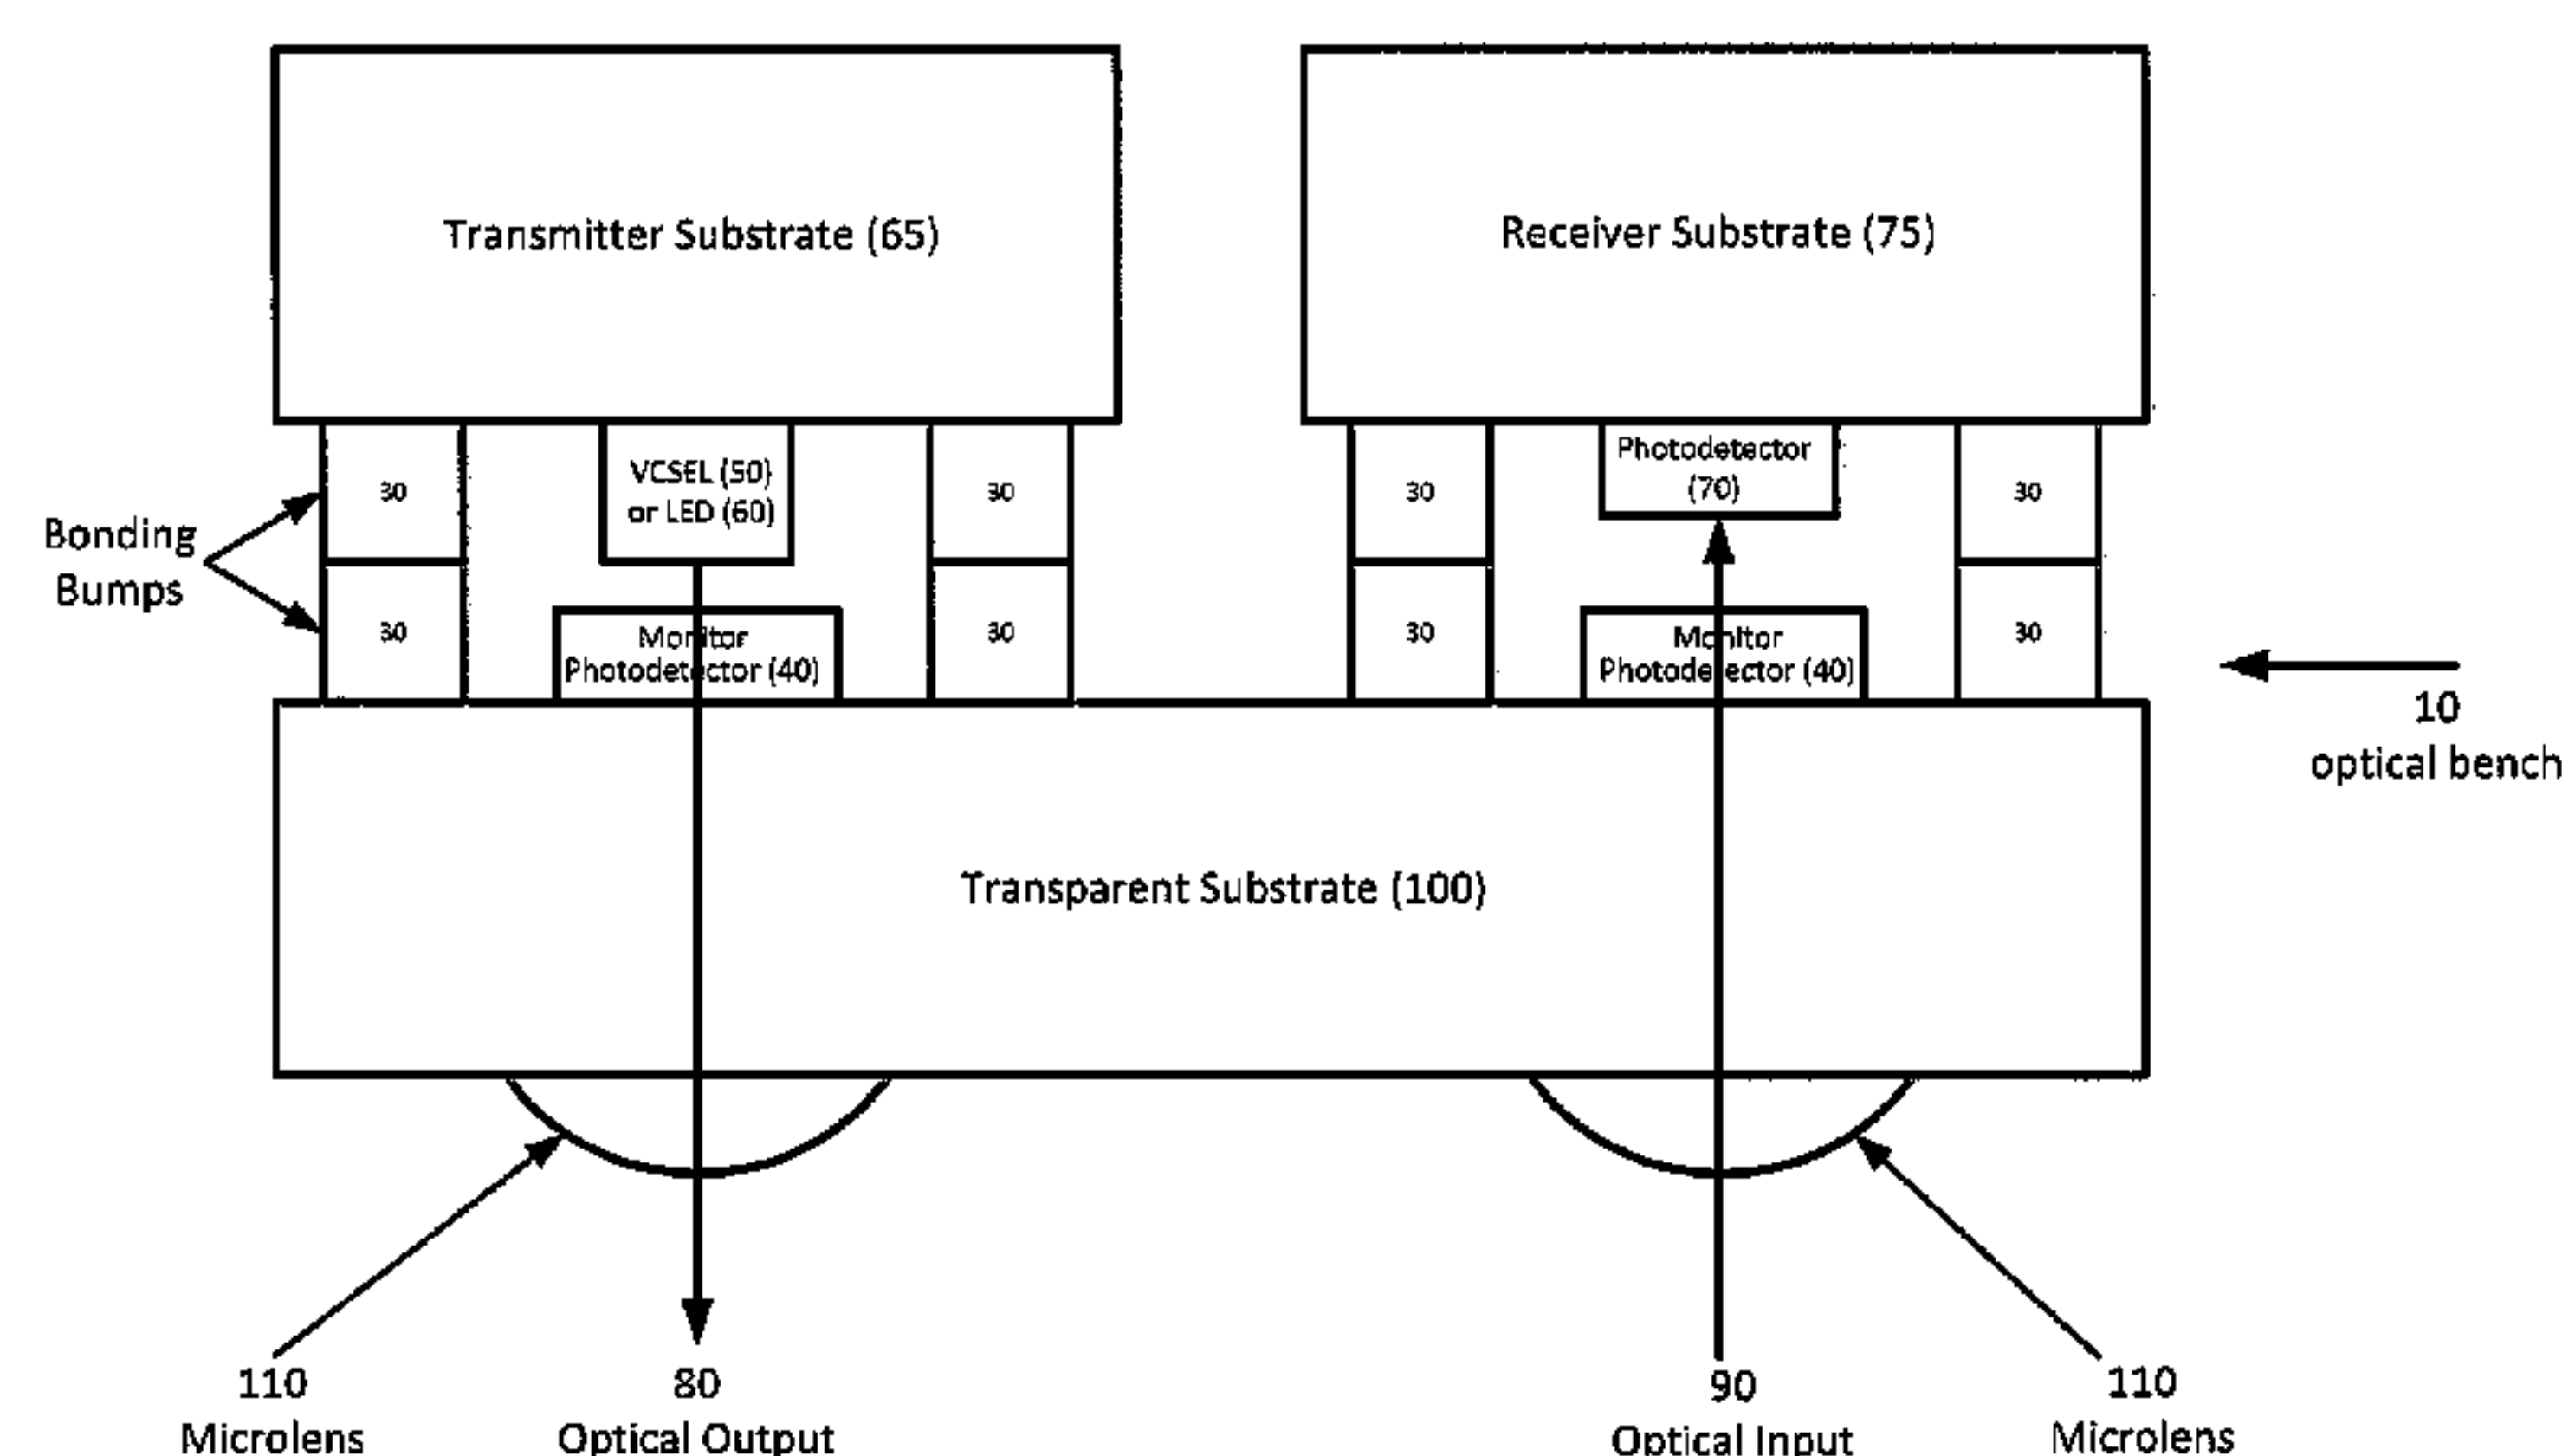 Transmitter Substrate (65)
Receiver Substrate (75)
VCSEL (50)
or LED (60)
Photodetector
(70)
30
30
30
30
Bonding
Bumps
30
30
30
30
Monitor
Photodetector (40)
Monitor
Photodetector (40)
10
optical bench
Transparent Substrate (100)
110
Microlens
80
Optical Output
90
Optical Input
110
Microlens